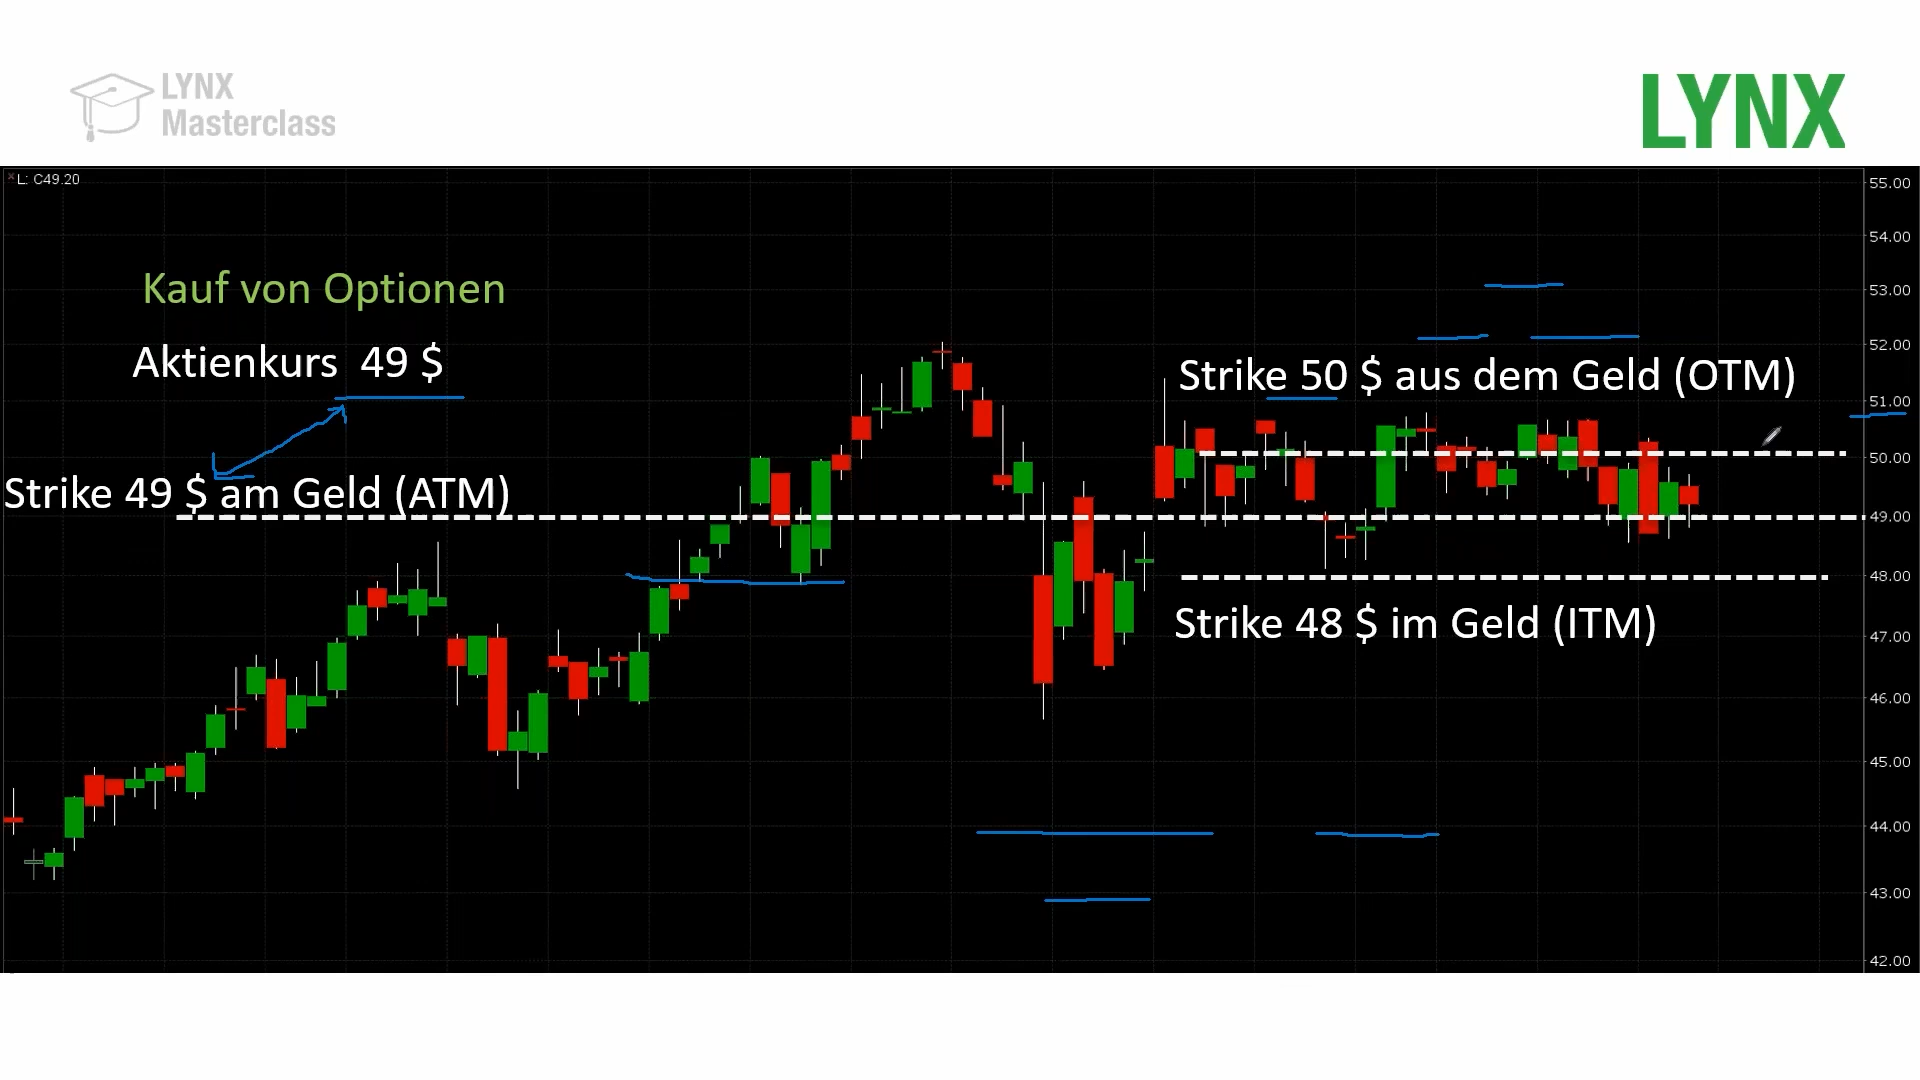 LYNX
Masterclass
LYNX
L: C49.20
Kauf von Optionen
Aktienkurs 49 $
Strike 49 $ am Geld (ATM)
Strike 50 $ aus dem Geld (OTM)
Strike 48 $ im Geld (ITM)
55.00
54.00
53.00
52.00
51.00
50.00
49.00
48.00
47.00
46.00
45.00
44.00
43.00
42.00